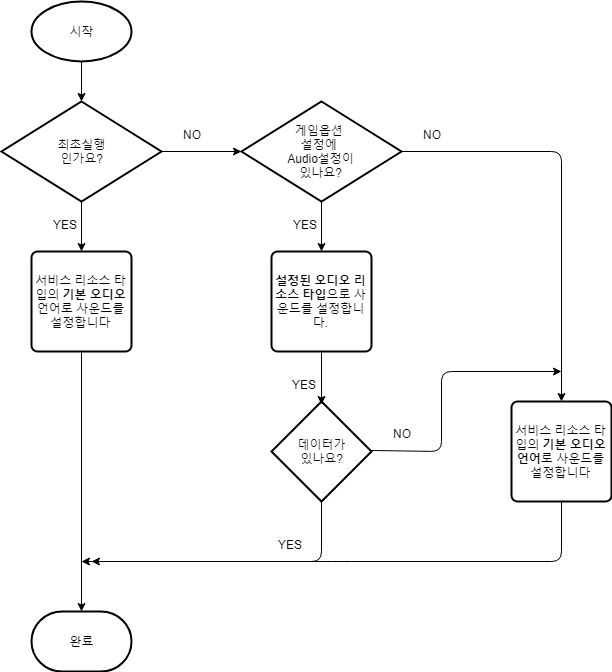 시작
최초실행
인가요?
NO
게임옵션
설정에
Audio설정이
있나요?
NO
YES
YES
서비스 리소스 타
입의 기본 오디오
언어로 사운드를
설정합니다
설정된 오디오 리
소스 타입으로 사
운드를 설정합니
다.
YES
데이터가
있나요?
NO
서비스 리소스 타
입의 기본 오디오
언어로 사운드를
설정합니다
YES
완료